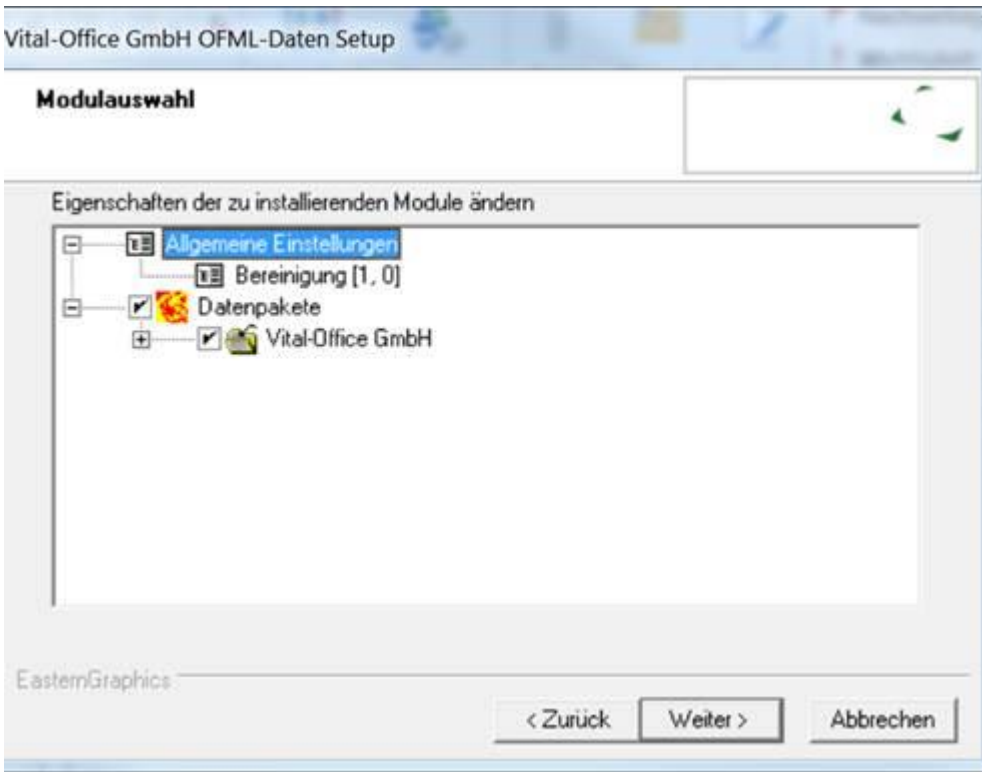 Vital-Office GmbH OFML-Daten Setup
Modulauswahl
Eigenschaften der zu installierenden Module ändern
Allgemeine Einstellungen
Bereinigung [1, 0]
Datenpakete
Vital-Office GmbH
EasternGraphics
< Zurück
Weiter >
Abbrechen